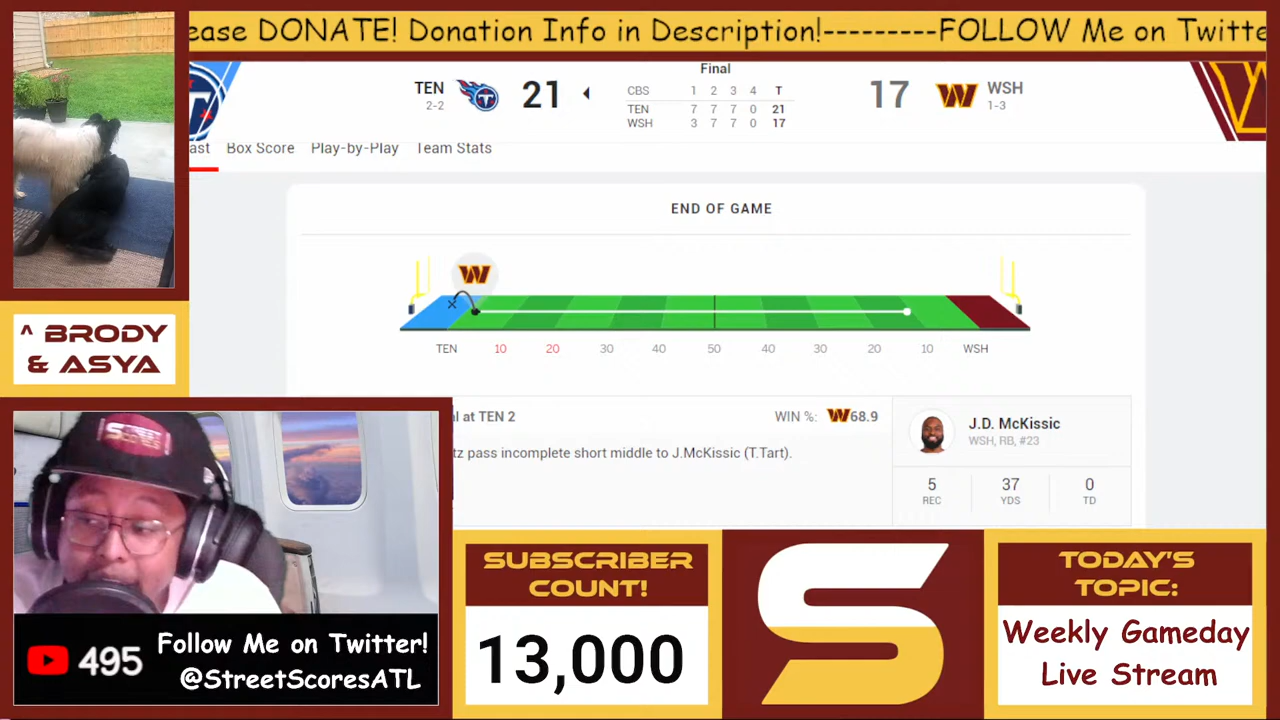 ease DONATE! Donation Info in Description!---------FOLLOW Me on Twitte
Final
TEN
2-2
21
CBS 1 2 3 4 T
TEN 7 7 7 0 21
WSH 3 7 7 0 17
17
WSH
1-3
ast Box Score Play-by-Play Team Stats
END OF GAME
TEN 10 20 30 40 50 40 30 20 10 WSH
^ BRODY
& ASYA
al at TEN 2
WIN %: 68.9
tz pass incomplete short middle to J.McKissic (T.Tart).
J.D. McKissic
WSH, RB, #23
5 37 0
REC YDS TD
495
Follow Me on Twitter!
@StreetScoresATL
SUBSCRIBER
COUNT!
13,000
TODAY'S
TOPIC:
Weekly Gameday
Live Stream